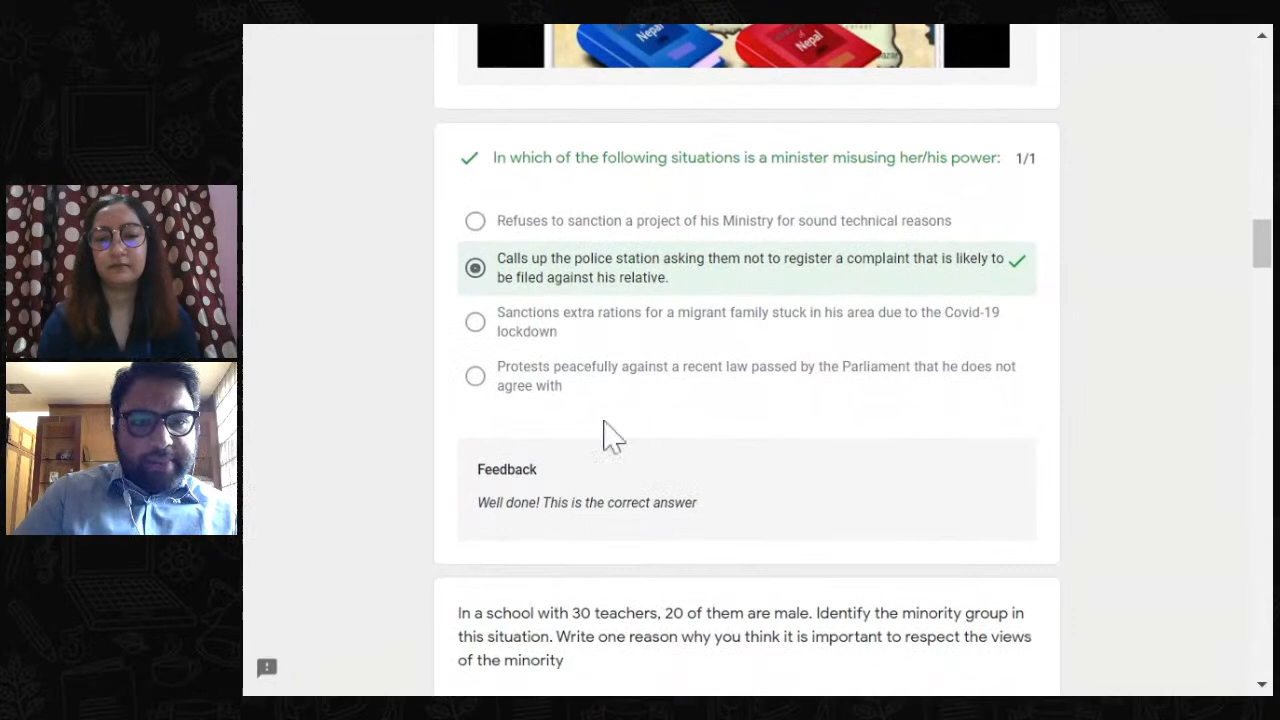 Nepal
Nepal
In which of the following situations is a minister misusing her/his power: 1/1
Refuses to sanction a project of his Ministry for sound technical reasons
Calls up the police station asking them not to register a complaint that is likely to
be filed against his relative.
Sanctions extra rations for a migrant family stuck in his area due to the Covid-19
lockdown
Protests peacefully against a recent law passed by the Parliament that he does not
agree with
Feedback
Well done! This is the correct answer
In a school with 30 teachers, 20 of them are male. Identify the minority group in
this situation. Write one reason why you think it is important to respect the views
of the minority